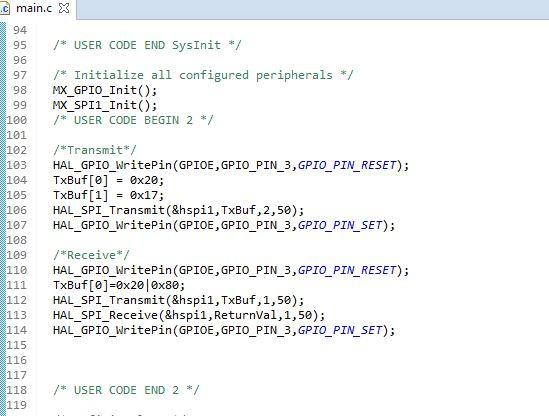 main.c
94
95 /* USER CODE END SysInit */
96
97 /* Initialize all configured peripherals */
98 MX_GPIO_Init();
99 MX_SPI1_Init();
100 /* USER CODE BEGIN 2 */
101
102 /*Transmit*/
103 HAL_GPIO_WritePin(GPIOE,GPIO_PIN_3,GPIO_PIN_RESET);
104 TxBuf[0] = 0x20;
105 TxBuf[1] = 0x17;
106 HAL_SPI_Transmit(&hspi1,TxBuf,2,50);
107 HAL_GPIO_WritePin(GPIOE,GPIO_PIN_3,GPIO_PIN_SET);
108
109 /*Receive*/
110 HAL_GPIO_WritePin(GPIOE,GPIO_PIN_3,GPIO_PIN_RESET);
111 TxBuf[0]=0x20|0x80;
112 HAL_SPI_Transmit(&hspi1,TxBuf,1,50);
113 HAL_SPI_Receive(&hspi1,ReturnVal,1,50);
114 HAL_GPIO_WritePin(GPIOE,GPIO_PIN_3,GPIO_PIN_SET);
115
116
117
118 /* USER CODE END 2 */
119